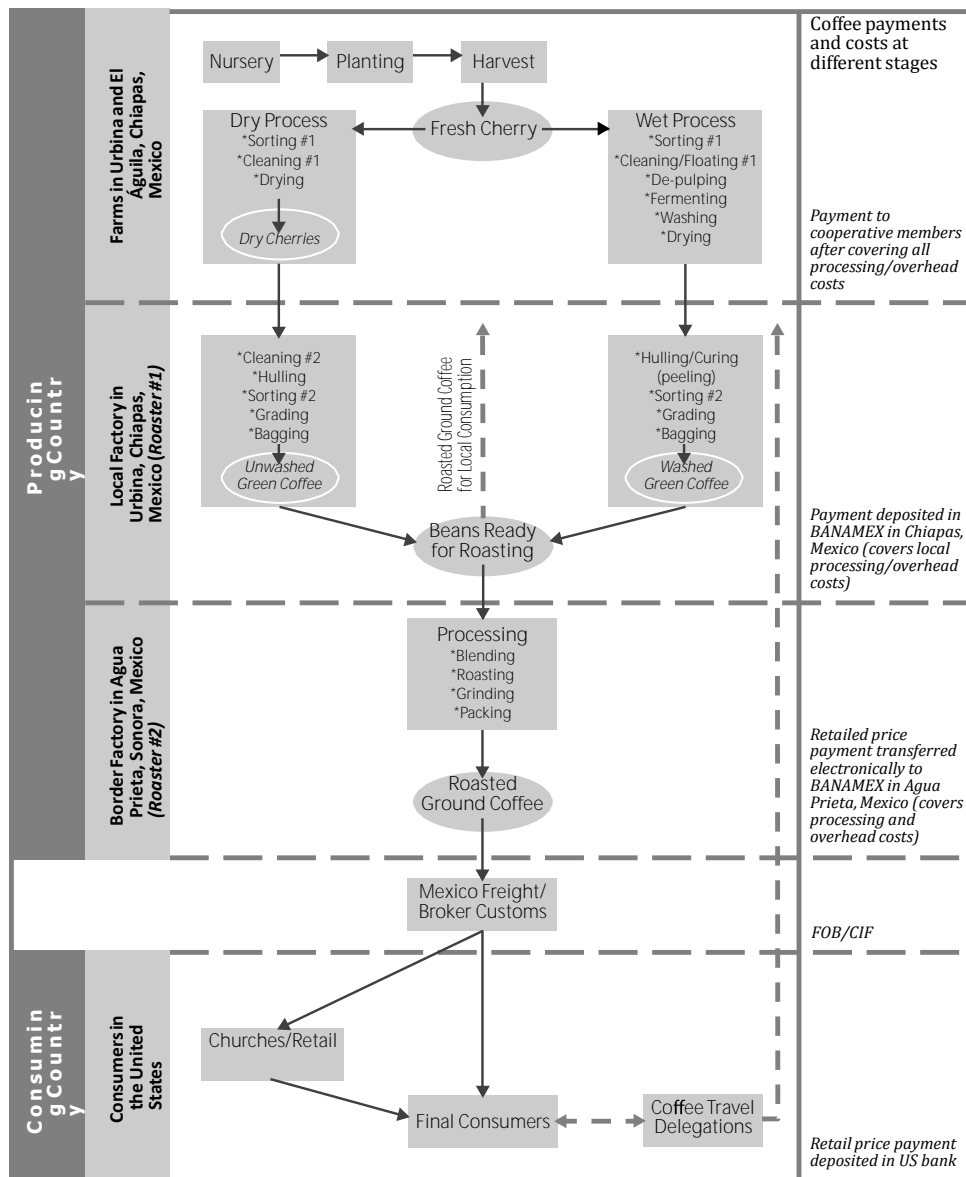 Coffee payments
and costs at
different stages
Nursery
Planting
Harvest
Fresh Cherry
Dry Process
*Sorting #1
*Cleaning #1
*Drying
Dry Cherries
Wet Process
*Sorting #1
*Cleaning/Floating #1
*De-pulping
*Fermenting
*Washing
*Drying
Farms in Urbina and El
Águila, Chiapas,
Mexico
Payment to
cooperative members
after covering all
processing/overhead
costs
Producin
gCountr
y
Local Factory in
Urbina, Chiapas,
Mexico (Roaster #1)
*Cleaning #2
*Hulling
*Sorting #2
*Grading
*Bagging
Unwashed
Green Coffee
Roasted Ground Coffee
for Local Consumption
*Hulling/Curing
(peeling)
*Sorting #2
*Grading
*Bagging
Washed
Green Coffee
Beans Ready
for Roasting
Payment deposited in
BANAMEX in Chiapas,
Mexico (covers local
processing/overhead
costs)
Border Factory in Agua
Prieta, Sonora, Mexico
(Roaster #2)
Processing
*Blending
*Roasting
*Grinding
*Packing
Roasted
Ground Coffee
Retailed price
payment transferred
electronically to
BANAMEX in Agua
Prieta, Mexico (covers
processing and
overhead costs)
Mexico Freight/
Broker Customs
FOB/CIF
Consumin
gCountr
y
Consumers in
the United
States
Churches/Retail
Final Consumers
Coffee Travel
Delegations
Retail price payment
deposited in US bank